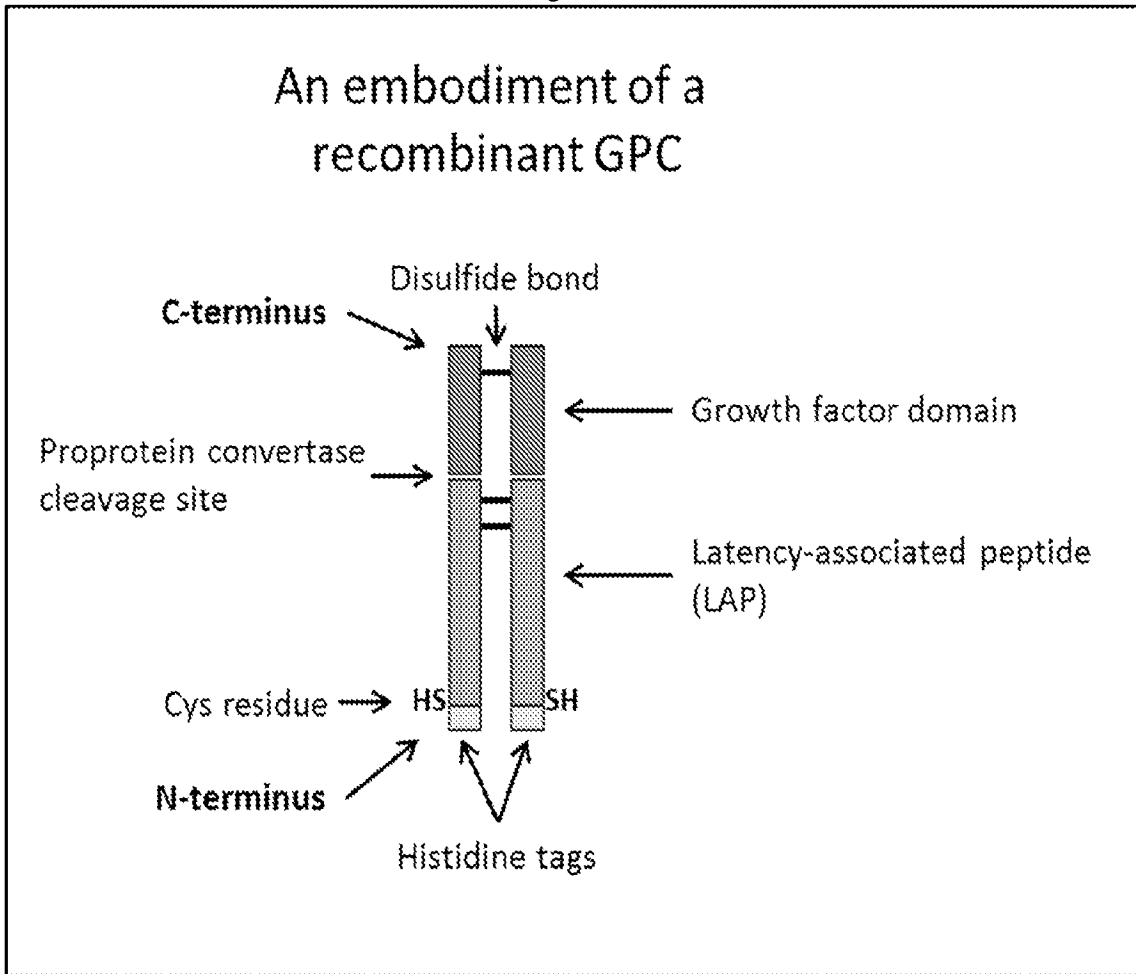 An embodiment of a
recombinant GPC
Disulfide bond
C-terminus
Growth factor domain
Proprotein convertase
cleavage site
Latency-associated peptide
(LAP)
Cys residue
HS
SH
N-terminus
Histidine tags